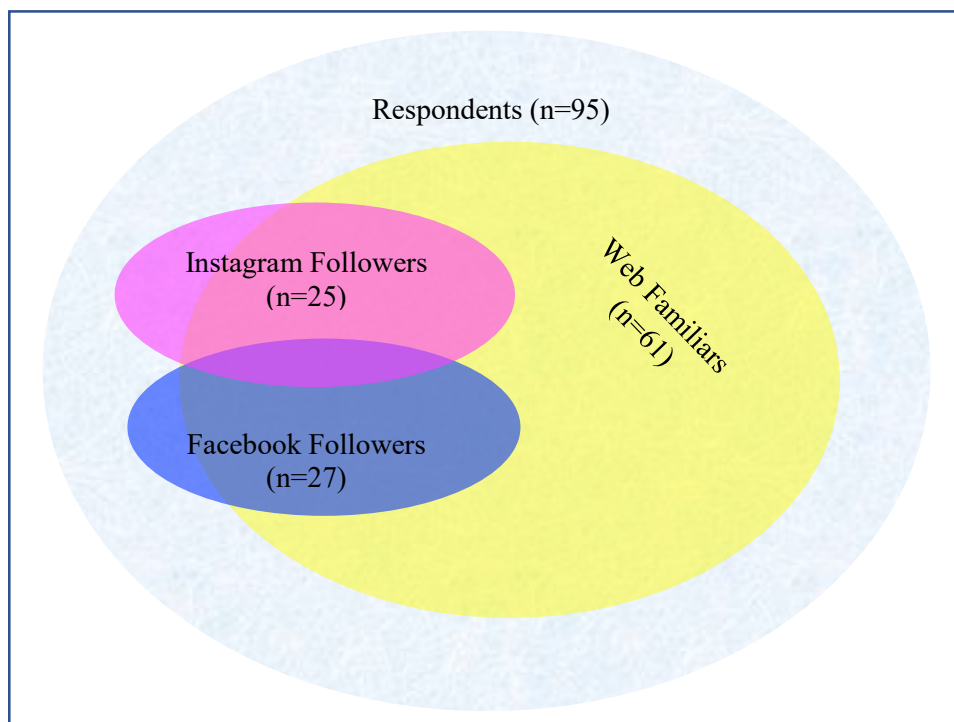 Respondents (n=95)
Instagram Followers
(n=25)
Web Familiars
(n=61)
Facebook Followers
(n=27)